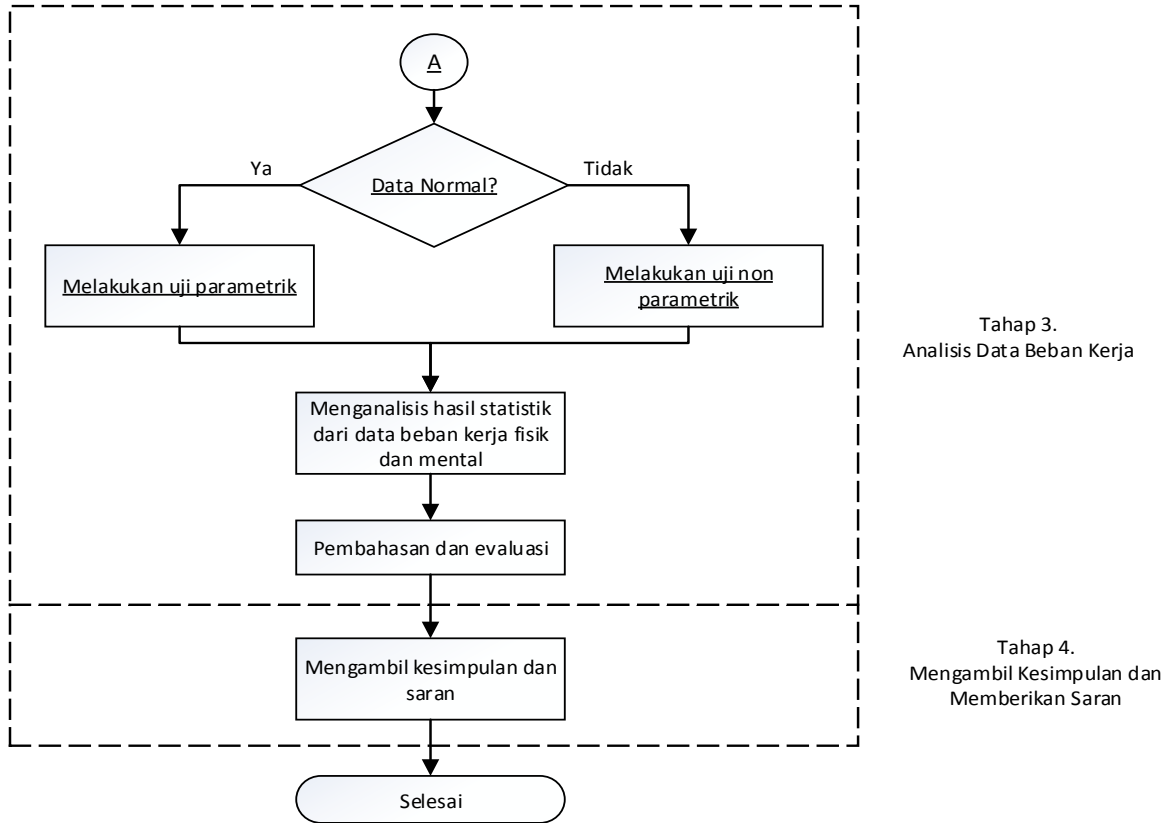 A
Ya
Data Normal?
Tidak
Melakukan uji parametrik
Melakukan uji non
parametrik
Tahap 3.
Analisis Data Beban Kerja
Menganalisis hasil statistik
dari data beban kerja fisik
dan mental
Pembahasan dan evaluasi
Mengambil kesimpulan dan
saran
Tahap 4.
Mengambil Kesimpulan dan
Memberikan Saran
Selesai